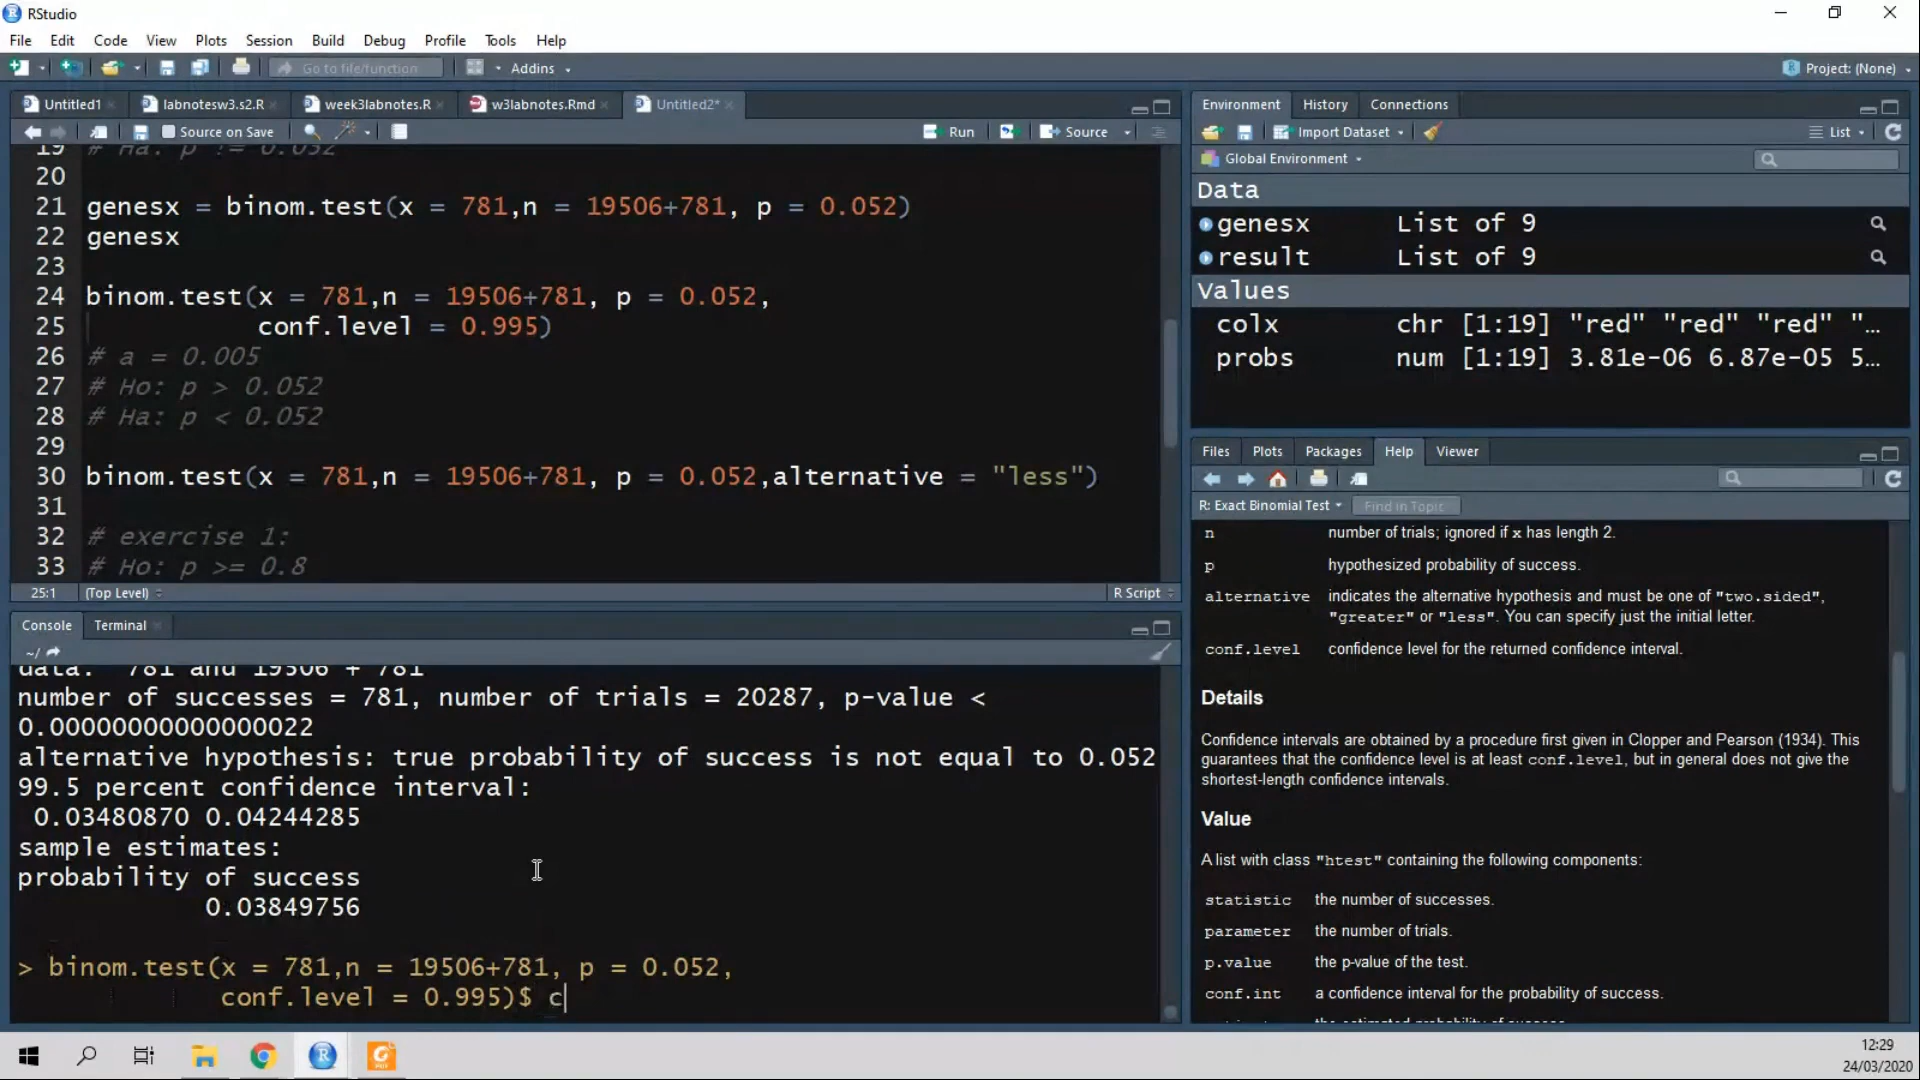 RStudio
File Edit Code View Plots Session Build Debug Profile Tools Help
Go to file/function Addins Project: (None)
Untitled1 labnotesw3.s2.R week3labnotes.R w3labnotes.Rmd Untitled2*
Source on Save Run Source
19 # Ha: p != 0.052
20
21 genesx = binom.test(x = 781,n = 19506+781, p = 0.052)
22 genesx
23
24 binom.test(x = 781,n = 19506+781, p = 0.052,
25 conf.level = 0.995)
26 # a = 0.005
27 # Ho: p > 0.052
28 # Ha: p < 0.052
29
30 binom.test(x = 781,n = 19506+781, p = 0.052,alternative = "less")
31
32 # exercise 1:
33 # Ho: p >= 0.8
25:1 (Top Level) R Script
Console Terminal
~/
data: 781 and 19506 + 781
number of successes = 781, number of trials = 20287, p-value <
0.00000000000000022
alternative hypothesis: true probability of success is not equal to 0.052
99.5 percent confidence interval:
0.03480870 0.04244285
sample estimates:
probability of success
0.03849756
> binom.test(x = 781,n = 19506+781, p = 0.052,
conf.level = 0.995)$ c
Environment History Connections
Import Dataset List
Global Environment
Data
genesx List of 9
result List of 9
Values
colx chr [1:19] "red" "red" "red" "…
probs num [1:19] 3.81e-06 6.87e-05 5…
Files Plots Packages Help Viewer
R: Exact Binomial Test Find in Topic
n number of trials; ignored if x has length 2.
p hypothesized probability of success.
alternative indicates the alternative hypothesis and must be one of "two.sided",
"greater" or "less". You can specify just the initial letter.
conf.level confidence level for the returned confidence interval.
Details
Confidence intervals are obtained by a procedure first given in Clopper and Pearson (1934). This
guarantees that the confidence level is at least conf.level, but in general does not give the
shortest-length confidence intervals.
Value
A list with class "htest" containing the following components:
statistic the number of successes.
parameter the number of trials.
p.value the p-value of the test.
conf.int a confidence interval for the probability of success.
12:29
24/03/2020